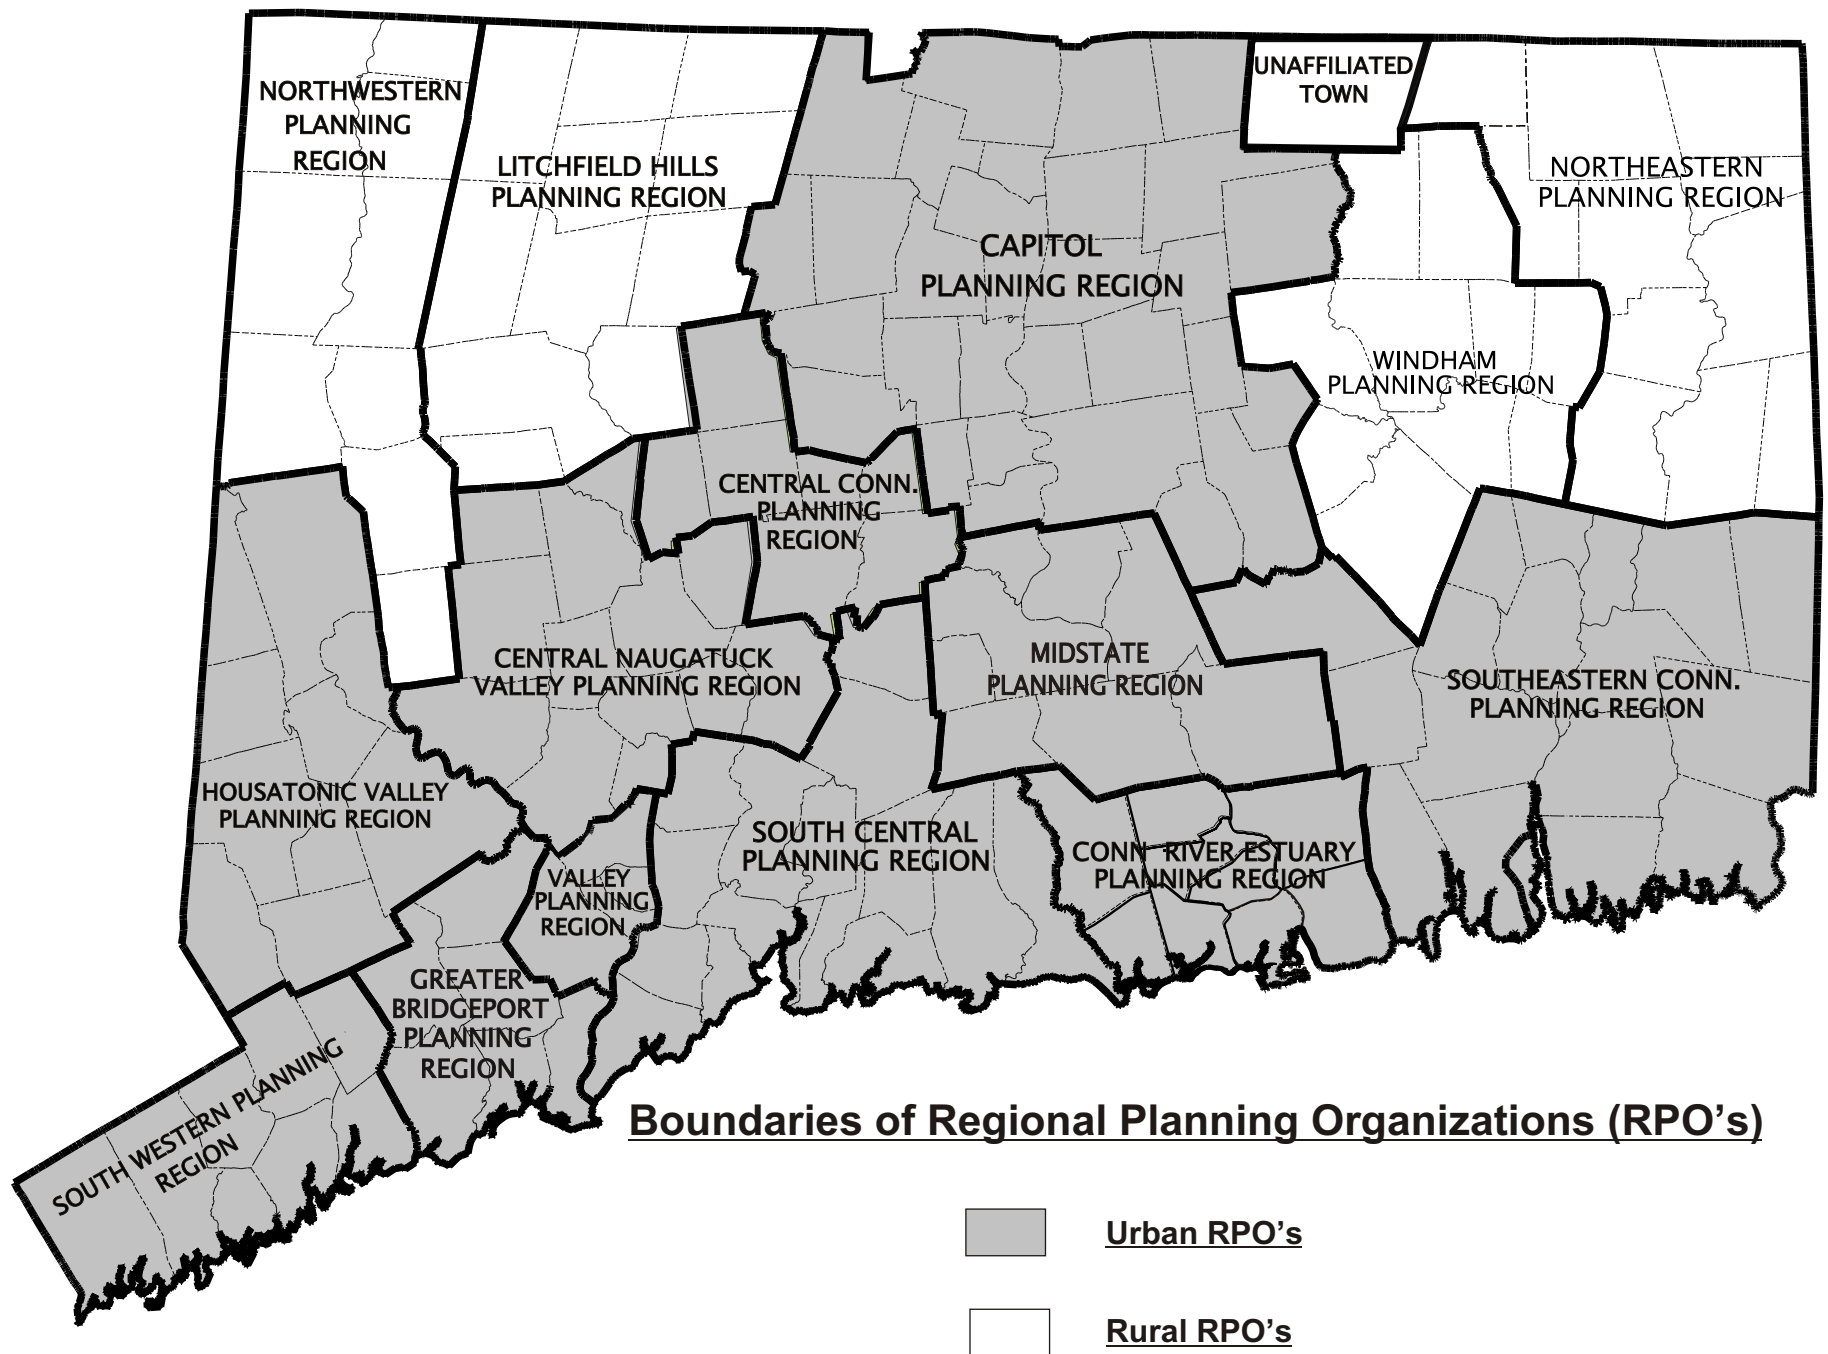 NORTHWESTERN
PLANNING
REGION
LITCHFIELD HILLS
PLANNING REGION
UNAFFILIATED
TOWN
NORTHEASTERN
PLANNING REGION
CAPITOL
PLANNING REGION
WINDHAM
PLANNING REGION
CENTRAL CONN.
PLANNING
REGION
CENTRAL NAUGATUCK
VALLEY PLANNING REGION
MIDSTATE
PLANNING REGION
SOUTHEASTERN CONN.
PLANNING REGION
HOUSATONIC VALLEY
PLANNING REGION
SOUTH CENTRAL
PLANNING REGION
CONN. RIVER ESTUARY
PLANNING REGION
VALLEY
PLANNING
REGION
GREATER
BRIDGEPORT
PLANNING
REGION
SOUTH WESTERN PLANNING
REGION
Boundaries of Regional Planning Organizations (RPO’s)
Urban RPO’s
Rural RPO’s